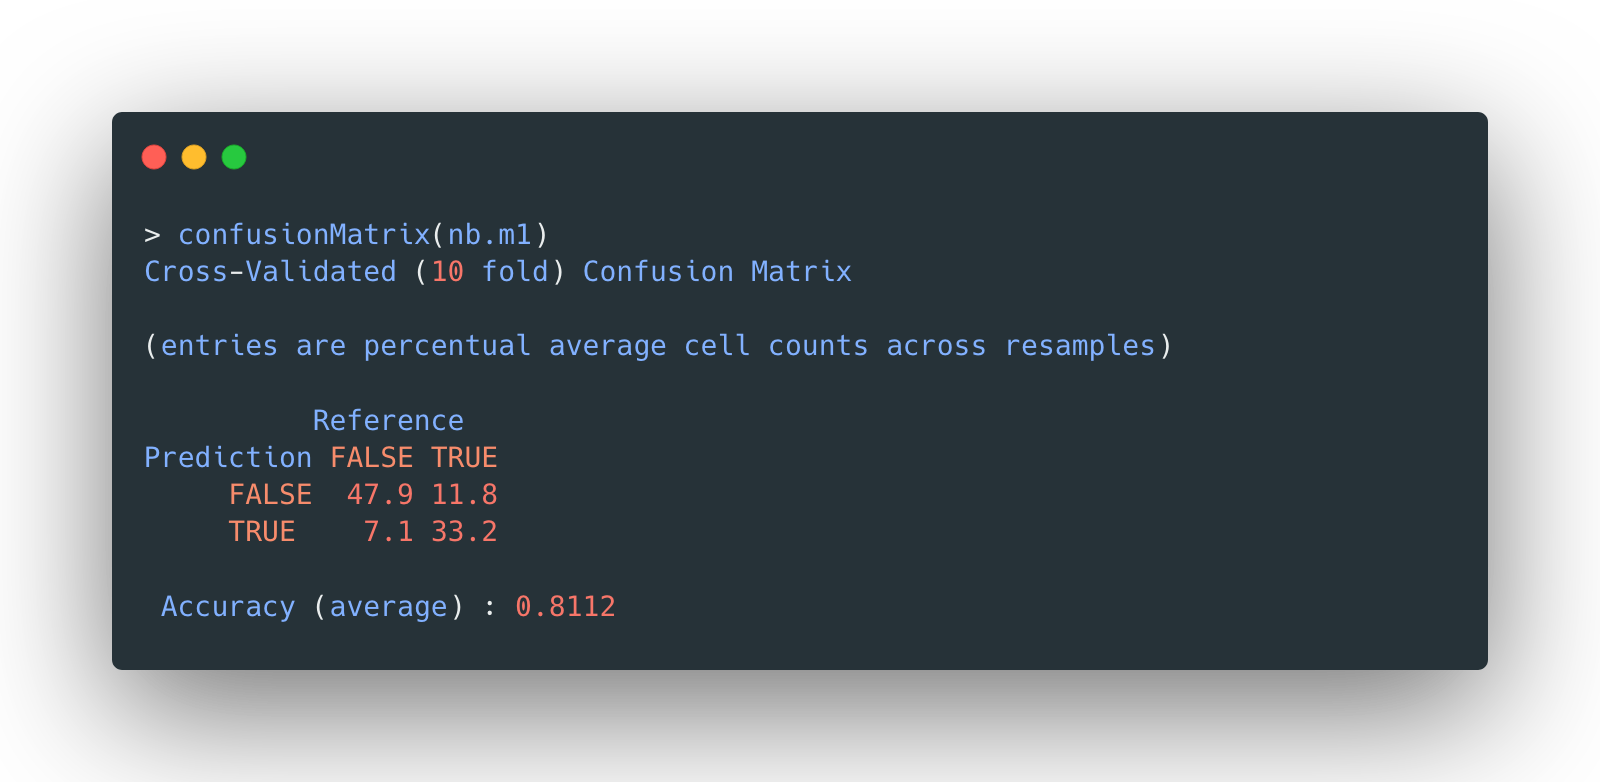 > confusionMatrix(nb.m1)
Cross-Validated (10 fold) Confusion Matrix
(entries are percentual average cell counts across resamples)
Reference
Prediction FALSE TRUE
FALSE 47.9 11.8
TRUE 7.1 33.2
Accuracy (average) : 0.8112